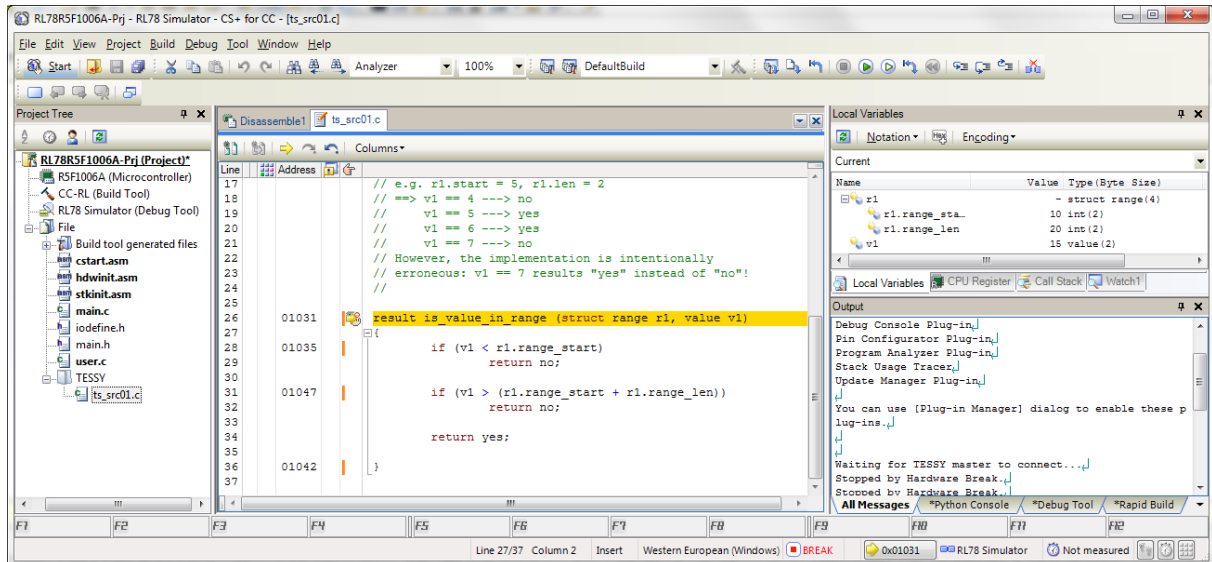 RL78R5F1006A-Prj - RL78 Simulator - CS+ for CC - [ts_src01.c]
File Edit View Project Build Debug Tool Window Help
Start Analyzer 100% DefaultBuild
Project Tree
RL78R5F1006A-Prj (Project)*
R5F1006A (Microcontroller)
CC-RL (Build Tool)
RL78 Simulator (Debug Tool)
File
Build tool generated files
cstart.asm
hdwinit.asm
stkinit.asm
main.c
iodefine.h
main.h
user.c
TESSY
ts_src01.c
Disassemble1 ts_src01.c
Columns
Line Address
17 // e.g. r1.start = 5, r1.len = 2
18 // ==> v1 == 4 ---> no
19 // v1 == 5 ---> yes
20 // v1 == 6 ---> yes
21 // v1 == 7 ---> no
22 // However, the implementation is intentionally
23 // erroneous: v1 == 7 results "yes" instead of "no"!
24 //
25
26 01031 result is_value_in_range (struct range r1, value v1)
27 {
28 01035 if (v1 < r1.range_start)
29 return no;
30
31 01047 if (v1 > (r1.range_start + r1.range_len))
32 return no;
33
34 return yes;
35
36 01042 }
37
Local Variables
Notation Hex Encoding
Current
Name Value Type(Byte Size)
r1 - struct range(4)
r1.range_sta… 10 int(2)
r1.range_len 20 int(2)
v1 15 value(2)
Local Variables CPU Register Call Stack Watch1
Output
Debug Console Plug-in
Pin Configurator Plug-in
Program Analyzer Plug-in
Stack Usage Tracer
Update Manager Plug-in
You can use [Plug-in Manager] dialog to enable these p
lug-ins.
Waiting for TESSY master to connect...
Stopped by Hardware Break.
Stopped by Hardware Break.
All Messages *Python Console *Debug Tool *Rapid Build
F1 F2 F3 F4 F5 F6 F7 F8 F9 F10 F11 F12
Line 27/37 Column 2 Insert Western European (Windows) BREAK 0x01031 RL78 Simulator Not measured